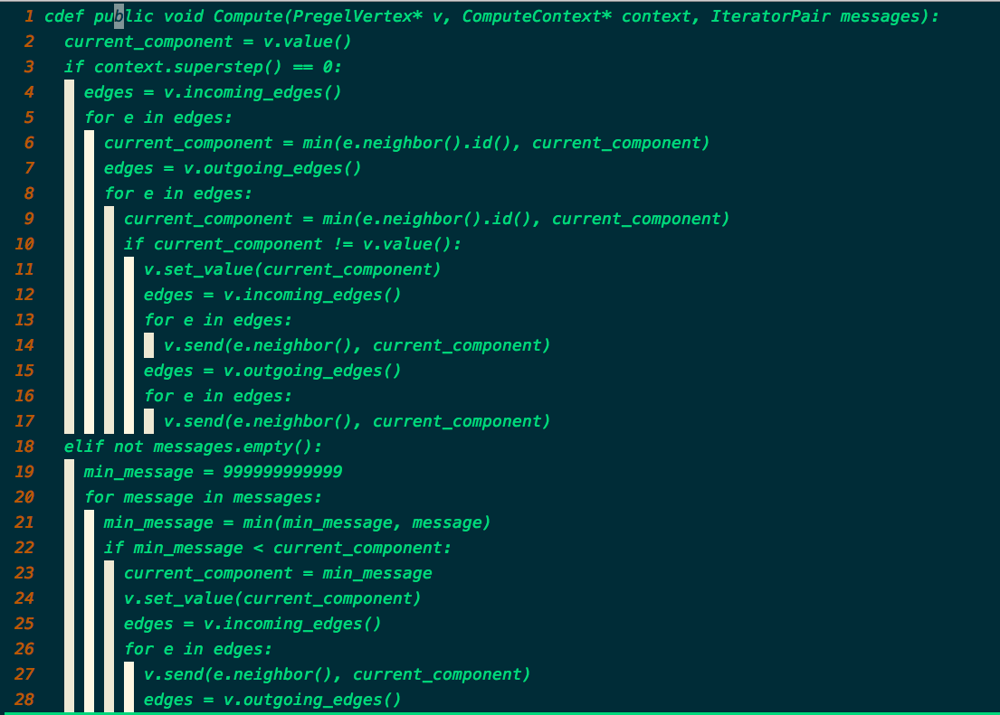 1 cdef public void Compute(PregelVertex* v, ComputeContext* context, IteratorPair messages):
2   current_component = v.value()
3   if context.superstep() == 0:
4     edges = v.incoming_edges()
5     for e in edges:
6       current_component = min(e.neighbor().id(), current_component)
7       edges = v.outgoing_edges()
8       for e in edges:
9         current_component = min(e.neighbor().id(), current_component)
10         if current_component != v.value():
11           v.set_value(current_component)
12           edges = v.incoming_edges()
13           for e in edges:
14             v.send(e.neighbor(), current_component)
15           edges = v.outgoing_edges()
16           for e in edges:
17             v.send(e.neighbor(), current_component)
18   elif not messages.empty():
19     min_message = 999999999999
20     for message in messages:
21       min_message = min(min_message, message)
22       if min_message < current_component:
23         current_component = min_message
24         v.set_value(current_component)
25         edges = v.incoming_edges()
26         for e in edges:
27           v.send(e.neighbor(), current_component)
28           edges = v.outgoing_edges()